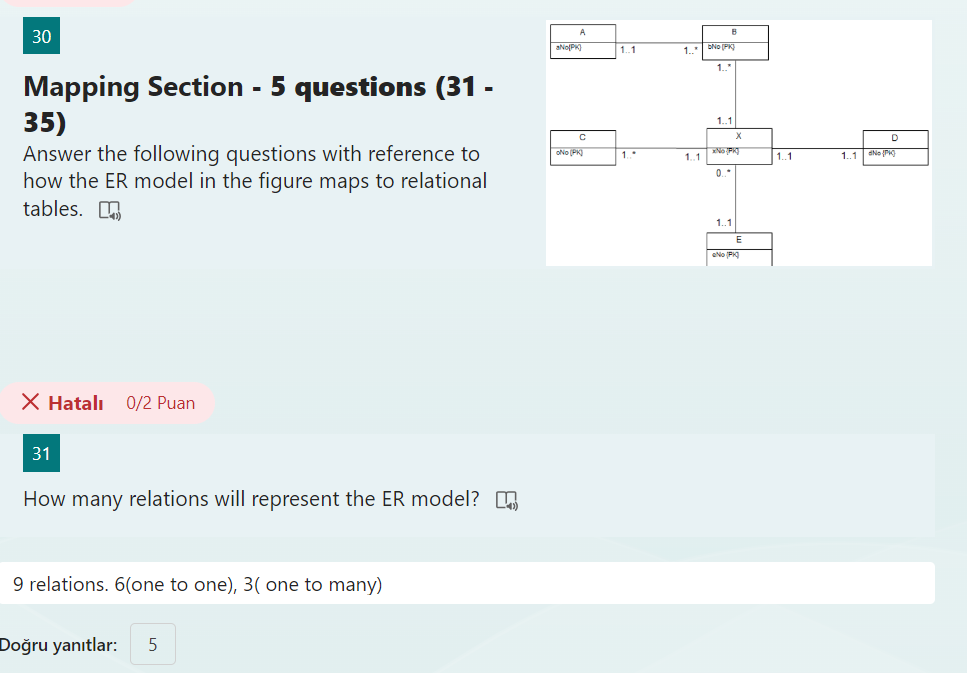 30
Mapping Section - 5 questions (31 -
35)
Answer the following questions with reference to
how the ER model in the figure maps to relational
tables.
A
aNo{PK}
1..1
1..*
B
bNo {PK}
1..*
1..1
C
cNo {PK}
1..*
1..1
X
xNo {PK}
1..1
1..1
D
dNo {PK}
0..*
1..1
E
eNo {PK}
Hatalı 0/2 Puan
31
How many relations will represent the ER model?
9 relations. 6(one to one), 3( one to many)
Doğru yanıtlar: 5